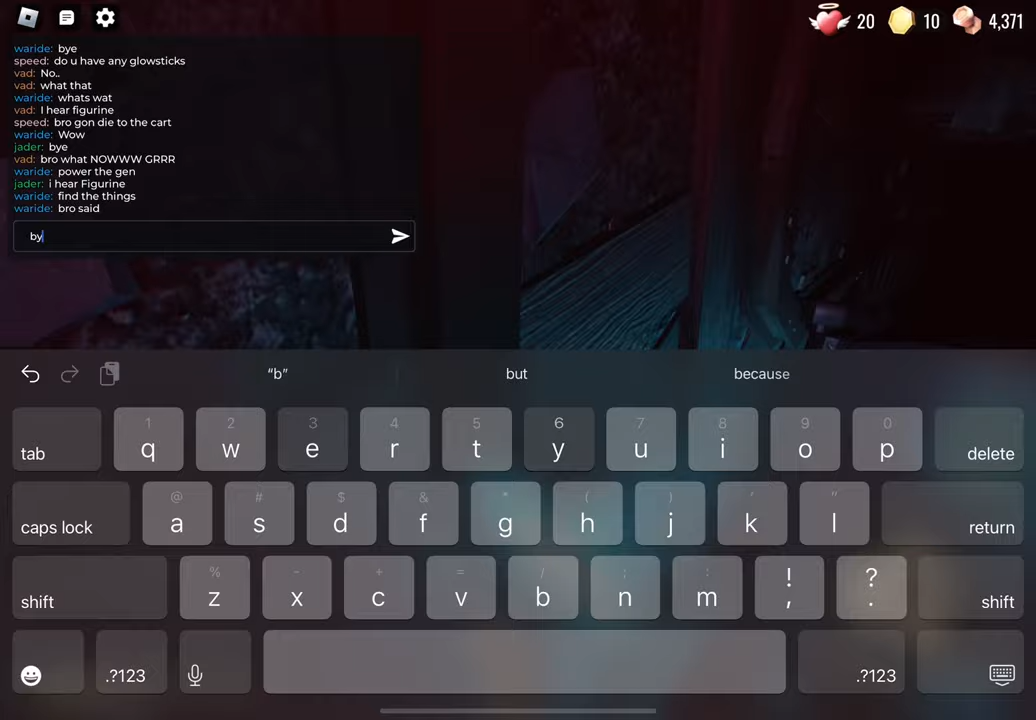 20 10 4,371
waride: bye
speed: do u have any glowsticks
vad: No..
vad: what that
waride: whats wat
vad: I hear figurine
speed: bro gon die to the cart
waride: Wow
jader: bye
vad: bro what NOWWW GRRR
waride: power the gen
jader: i hear Figurine
waride: find the things
waride: bro said
by
“b” but because
1 2 3 4 5 6 7 8 9 0
tab q w e r t y u i o p delete
@ # $ & * ( ) ' "
caps lock a s d f g h j k l return
% - + = / ; : ! ?
shift z x c v b n m , . shift
.?123 .?123